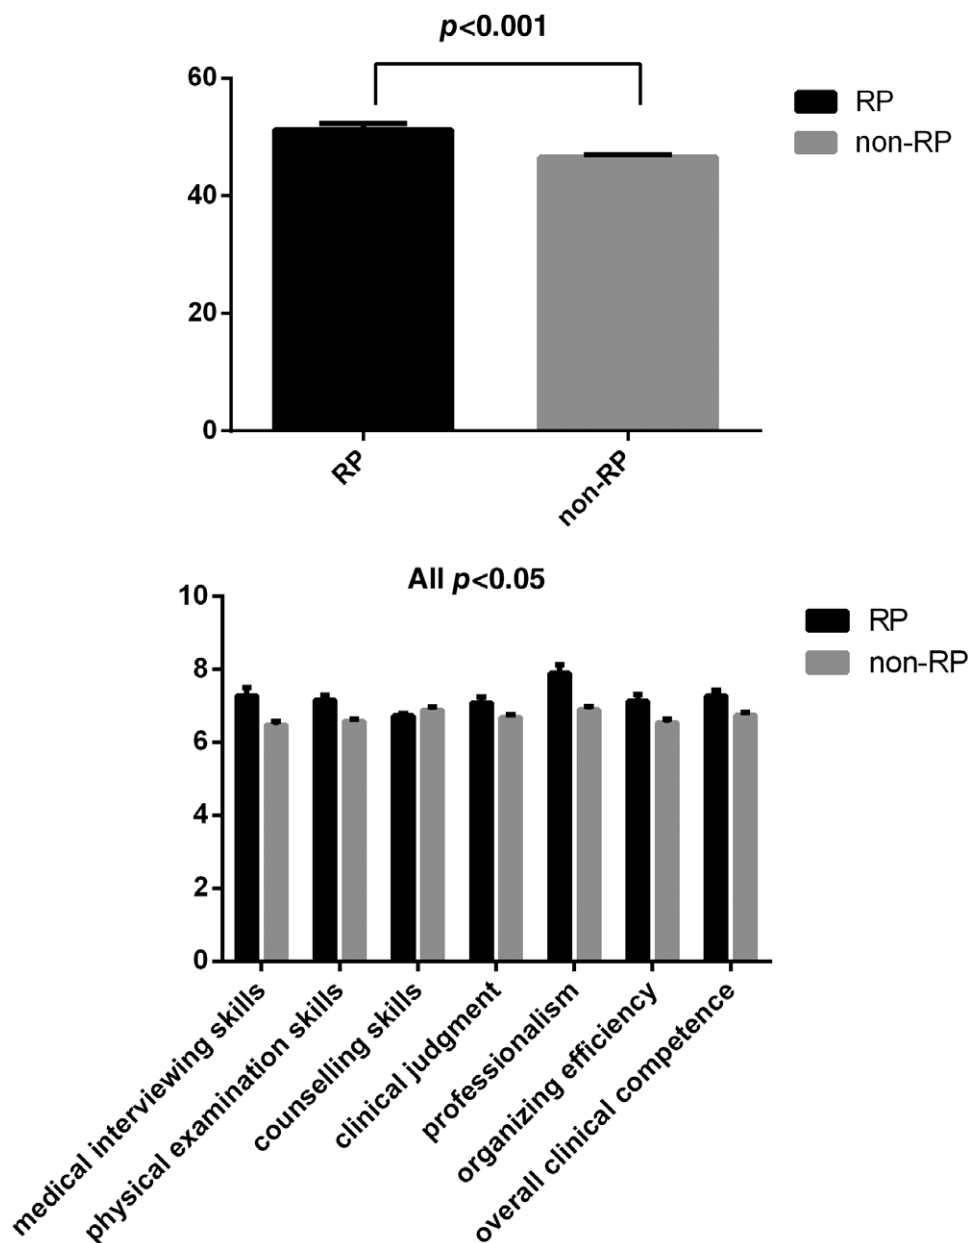 p<0.001
60
40
20
0
RP
non-RP
RP
non-RP
All p<0.05
10
8
6
4
2
0
RP
non-RP
medical interviewing skills
physical examination skills
counselling skills
clinical judgment
professionalism
organizing efficiency
overall clinical competence